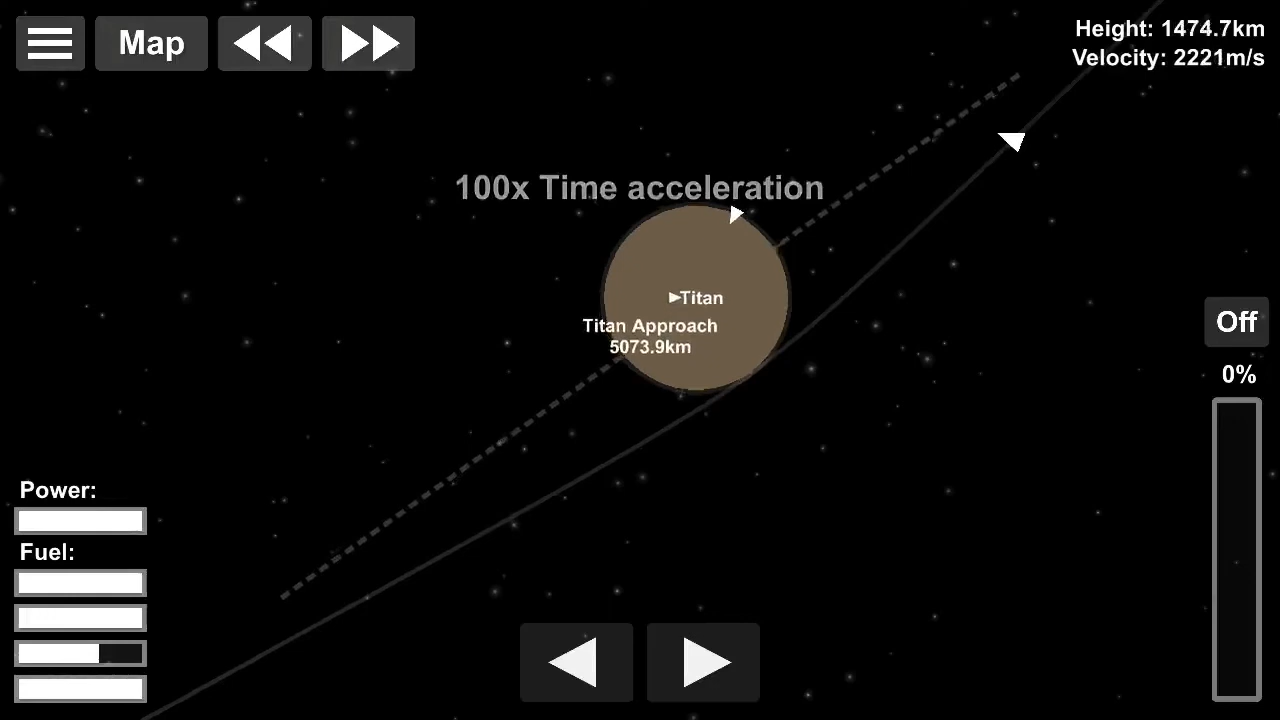 Map
Height: 1474.7km
Velocity: 2221m/s
100x Time acceleration
Titan
Titan Approach
5073.9km
Off
0%
Power:
Fuel: